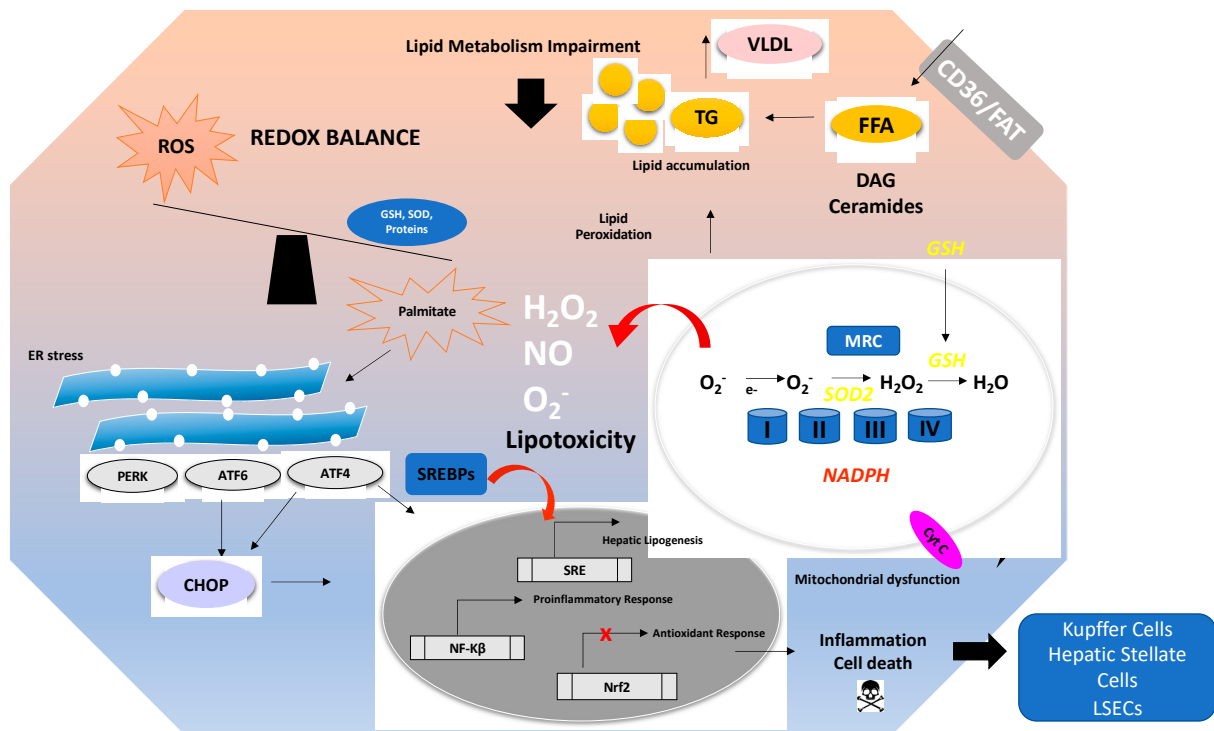 Lipid Metabolism Impairment
VLDL
CD36/FAT
ROS
REDOX BALANCE
TG
FFA
Lipid accumulation
DAG
Ceramides
GSH, SOD,
Proteins
Lipid
Peroxidation
GSH
Palmitate
H₂O₂
NO
O₂⁻
Lipotoxicity
MRC
GSH
O₂⁻ e- O₂⁻ SOD2 H₂O₂ H₂O
I II III IV
NADPH
Cyt C
Mitochondrial dysfunction
ER stress
PERK
ATF6
ATF4
SREBPs
CHOP
Hepatic Lipogenesis
SRE
Proinflammatory Response
NF-Kβ
X
Antioxidant Response
Nrf2
Inflammation
Cell death
Kupffer Cells
Hepatic Stellate
Cells
LSECs